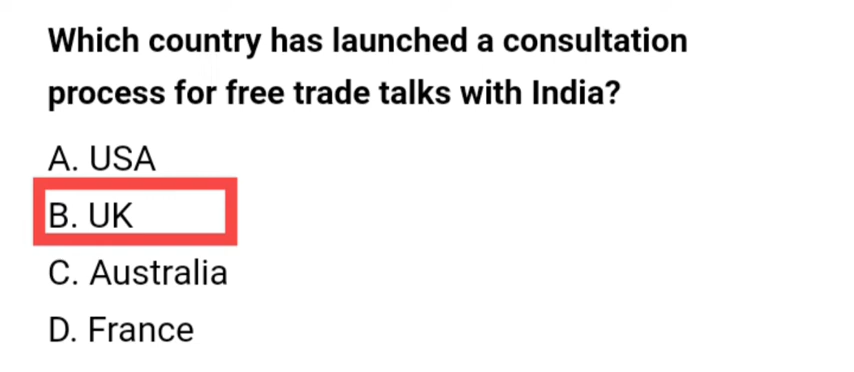 Which country has launched a consultation
process for free trade talks with India?
A. USA
B. UK
C. Australia
D. France